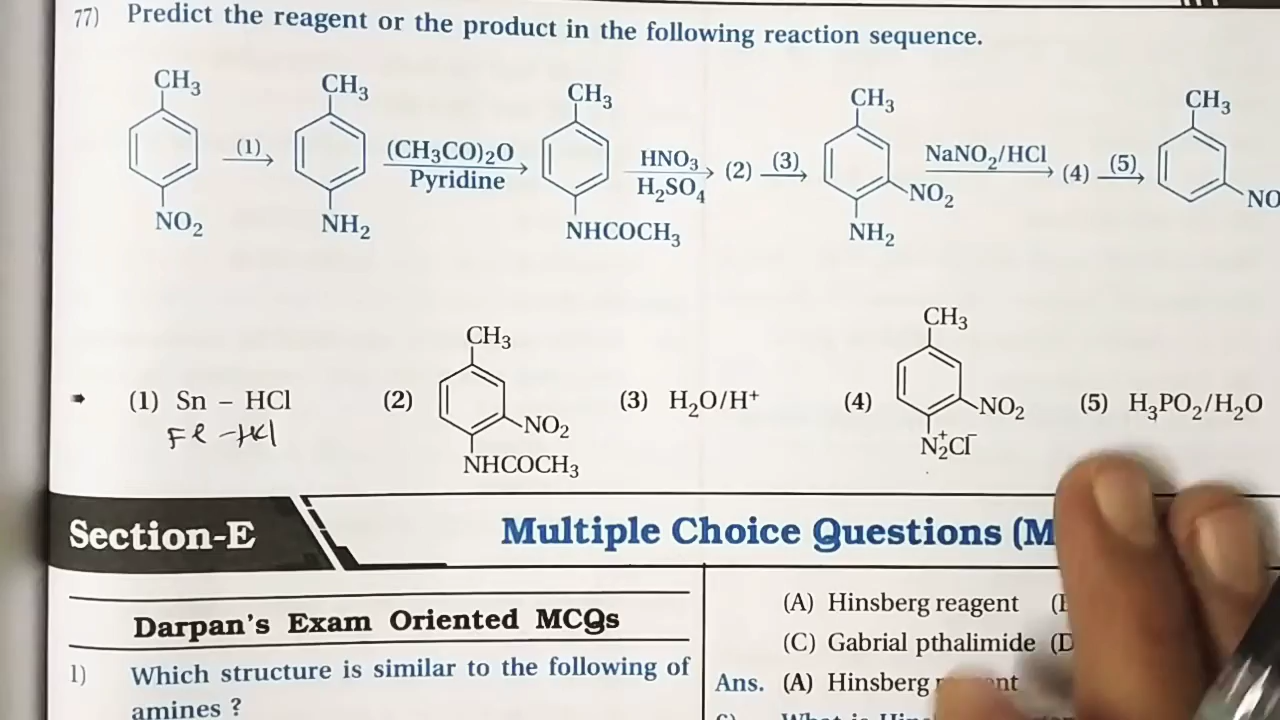 77) Predict the reagent or the product in the following reaction sequence.
CH₃ CH₃ CH₃ CH₃ CH₃
(1) (CH₃CO)₂O HNO₃ (2) (3) NaNO₂/HCl (4) (5)
Pyridine H₂SO₄
NO₂ NH₂ NHCOCH₃ NO₂ NH₂ NO
(1) Sn – HCl (2) CH₃ NO₂ NHCOCH₃ (3) H₂O/H⁺ (4) CH₃ NO₂ N₂⁺Cl⁻ (5) H₃PO₂/H₂O
Fe -HCl
Section-E Multiple Choice Questions (M
Darpan's Exam Oriented MCQs
1) Which structure is similar to the following of
amines ?
(A) Hinsberg reagent
(C) Gabrial pthalimide (D
Ans. (A) Hinsberg